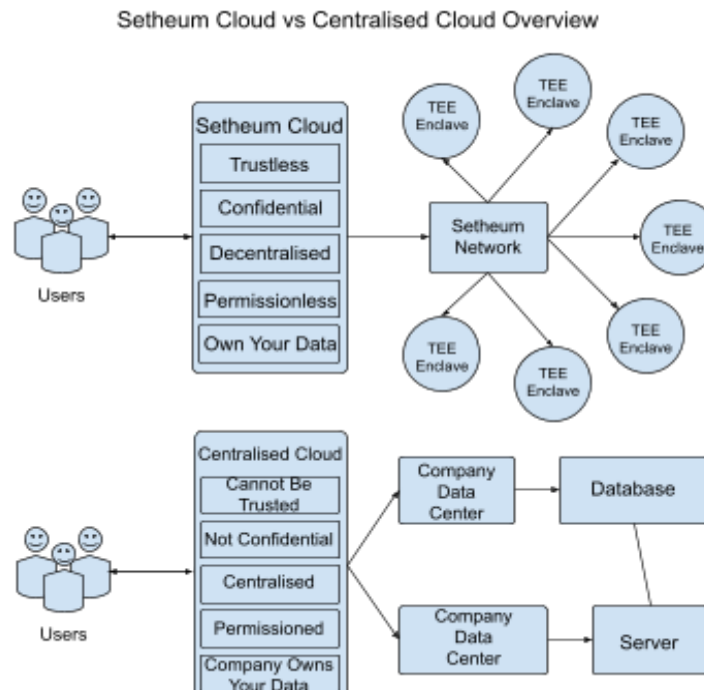 Setheum Cloud vs Centralised Cloud Overview
Setheum Cloud
Trustless
Confidential
Decentralised
Permissionless
Own Your Data
Users
Setheum
Network
TEE
Enclave
TEE
Enclave
TEE
Enclave
TEE
Enclave
TEE
Enclave
TEE
Enclave
TEE
Enclave
Centralised Cloud
Cannot Be
Trusted
Not Confidential
Centralised
Permissioned
Company Owns
Your Data
Users
Company
Data
Center
Database
Company
Data
Center
Server